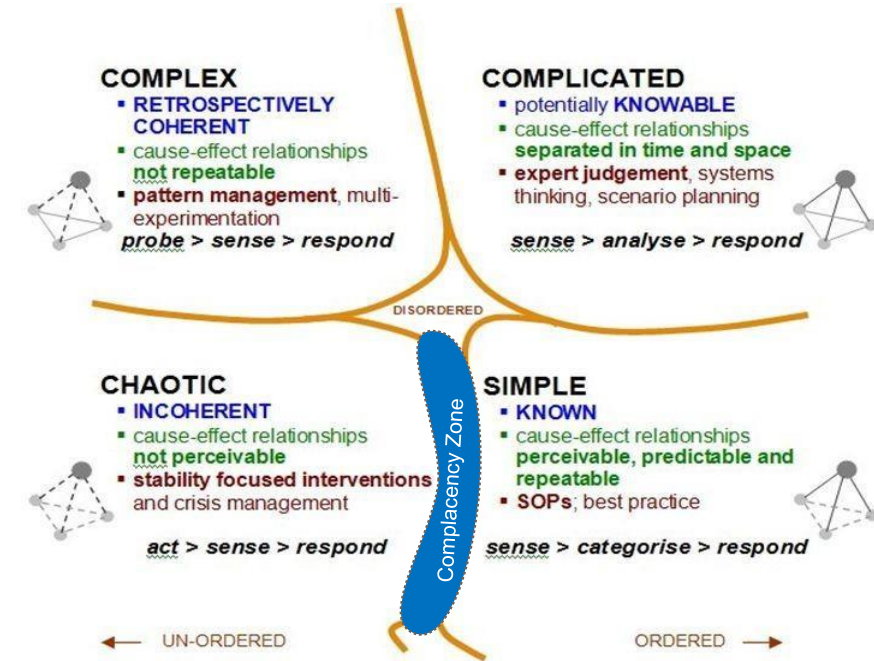 COMPLEX
▪ RETROSPECTIVELY
COHERENT
▪ cause-effect relationships
not repeatable
▪ pattern management, multi-
experimentation
probe > sense > respond
COMPLICATED
▪ potentially KNOWABLE
▪ cause-effect relationships
separated in time and space
▪ expert judgement, systems
thinking, scenario planning
sense > analyse > respond
DISORDERED
CHAOTIC
▪ INCOHERENT
▪ cause-effect relationships
not perceivable
▪ stability focused interventions
and crisis management
act > sense > respond
Complacency Zone
SIMPLE
▪ KNOWN
▪ cause-effect relationships
perceivable, predictable and
repeatable
▪ SOPs; best practice
sense > categorise > respond
UN-ORDERED
ORDERED